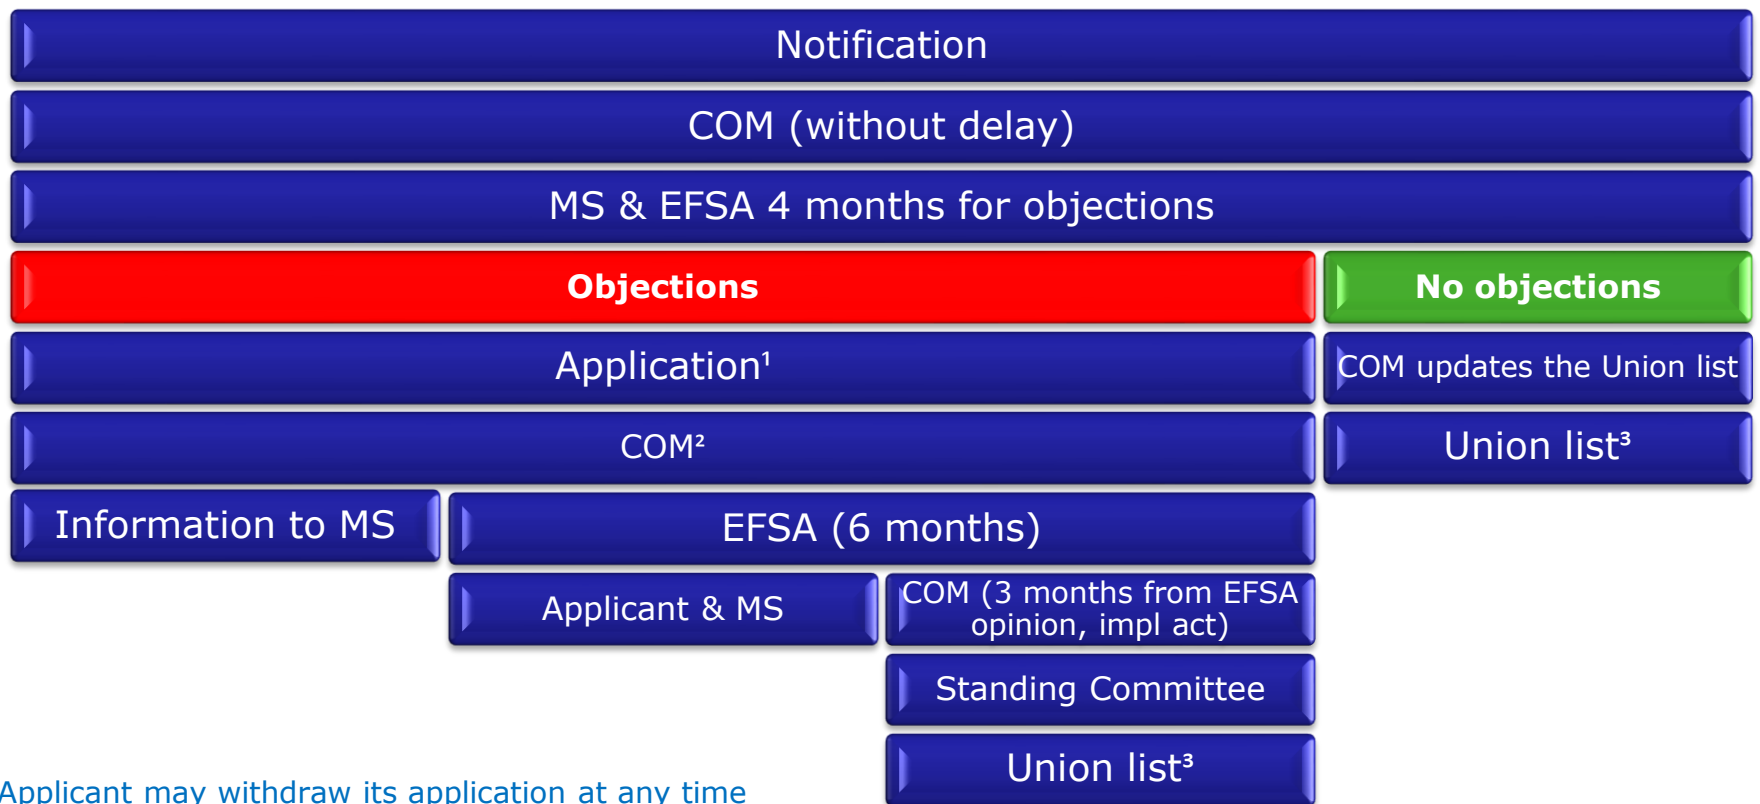 Notification
COM (without delay)
MS & EFSA 4 months for objections
Objections
No objections
Application¹
COM updates the Union list
COM²
Union list³
Information to MS
EFSA (6 months)
Applicant & MS
COM (3 months from EFSA
opinion, impl act)
Standing Committee
Union list³
Applicant may withdraw its application at any time